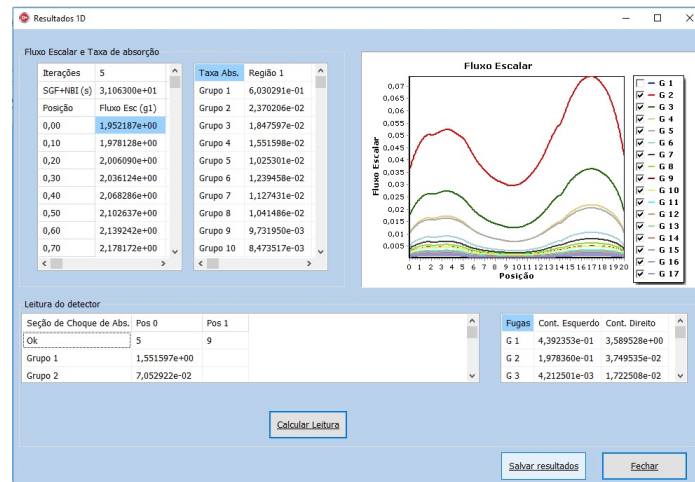 Resultados 1D
Fluxo Escalar e Taxa de absorção
Iterações 5
SGF+NBI (s) 3,106300e+01
Posição Fluxo Esc (g1)
0,00 1,952187e+00
0,10 1,978128e+00
0,20 2,006090e+00
0,30 2,036124e+00
0,40 2,068286e+00
0,50 2,102637e+00
0,60 2,139242e+00
0,70 2,178172e+00
Taxa Abs. Região 1
Grupo 1 6,030291e-01
Grupo 2 2,370206e-02
Grupo 3 1,847597e-02
Grupo 4 1,551598e-02
Grupo 5 1,025301e-02
Grupo 6 1,239458e-02
Grupo 7 1,127431e-02
Grupo 8 1,041486e-02
Grupo 9 9,731950e-03
Grupo 10 8,473517e-03
Fluxo Escalar
Fluxo Escalar
0,07
0,065
0,06
0,055
0,05
0,045
0,04
0,035
0,03
0,025
0,02
0,015
0,01
0,005
0 1 2 3 4 5 6 7 8 9 10 11 12 13 14 15 16 17 18 19 20
Posição
G 1
G 2
G 3
G 4
G 5
G 6
G 7
G 8
G 9
G 10
G 11
G 12
G 13
G 14
G 15
G 16
G 17
Leitura do detector
Seção de Choque de Abs. Pos 0 Pos 1
Ok 5 9
Grupo 1 1,551597e+00
Grupo 2 7,052922e-02
Fugas Cont. Esquerdo Cont. Direito
G 1 4,392353e-01 3,589528e+00
G 2 1,978360e-01 3,749535e-02
G 3 4,212501e-03 1,722508e-02
Calcular Leitura
Salvar resultados
Fechar